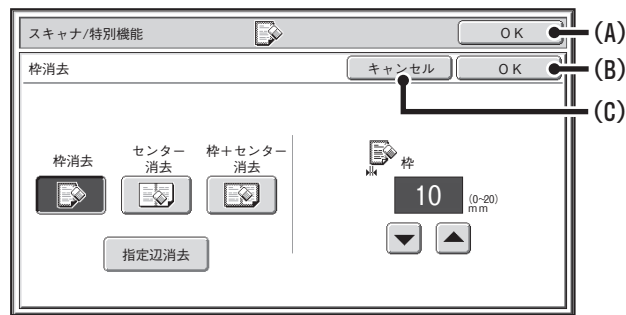 スキャナ/特別機能
OK
(A)
枠消去
キャンセル
OK
(B)
(C)
枠消去
センター
消去
枠+センター
消去
枠
10
(0~20)
mm
指定辺消去